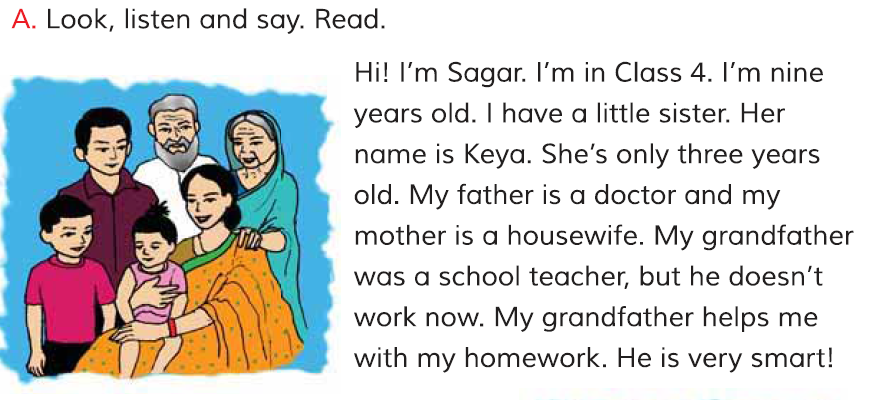 A. Look, listen and say. Read.
Hi! I'm Sagar. I'm in Class 4. I'm nine
years old. I have a little sister. Her
name is Keya. She's only three years
old. My father is a doctor and my
mother is a housewife. My grandfather
was a school teacher, but he doesn't
work now. My grandfather helps me
with my homework. He is very smart!